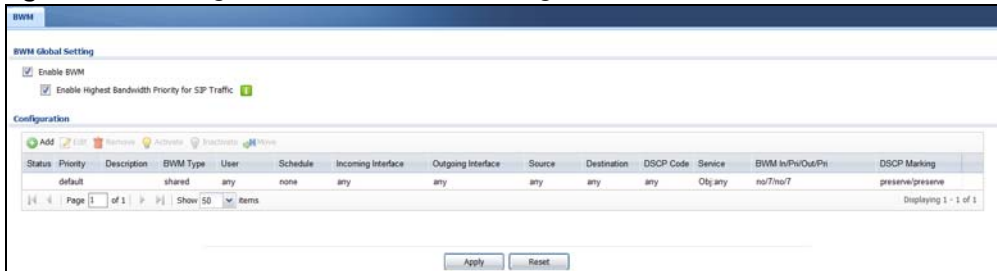 BWM
BWM Global Setting
Enable BWM
Enable Highest Bandwidth Priority for SIP Traffic
Configuration
Add Edit Remove Activate Inactivate Move
Status Priority Description BWM Type User Schedule Incoming Interface Outgoing Interface Source Destination DSCP Code Service BWM In/Pri/Out/Pri DSCP Marking
default shared any none any any any any any Obj:any no/7/no/7 preserve/preserve
Page 1 of 1 Show 50 items Displaying 1 - 1 of 1
Apply Reset